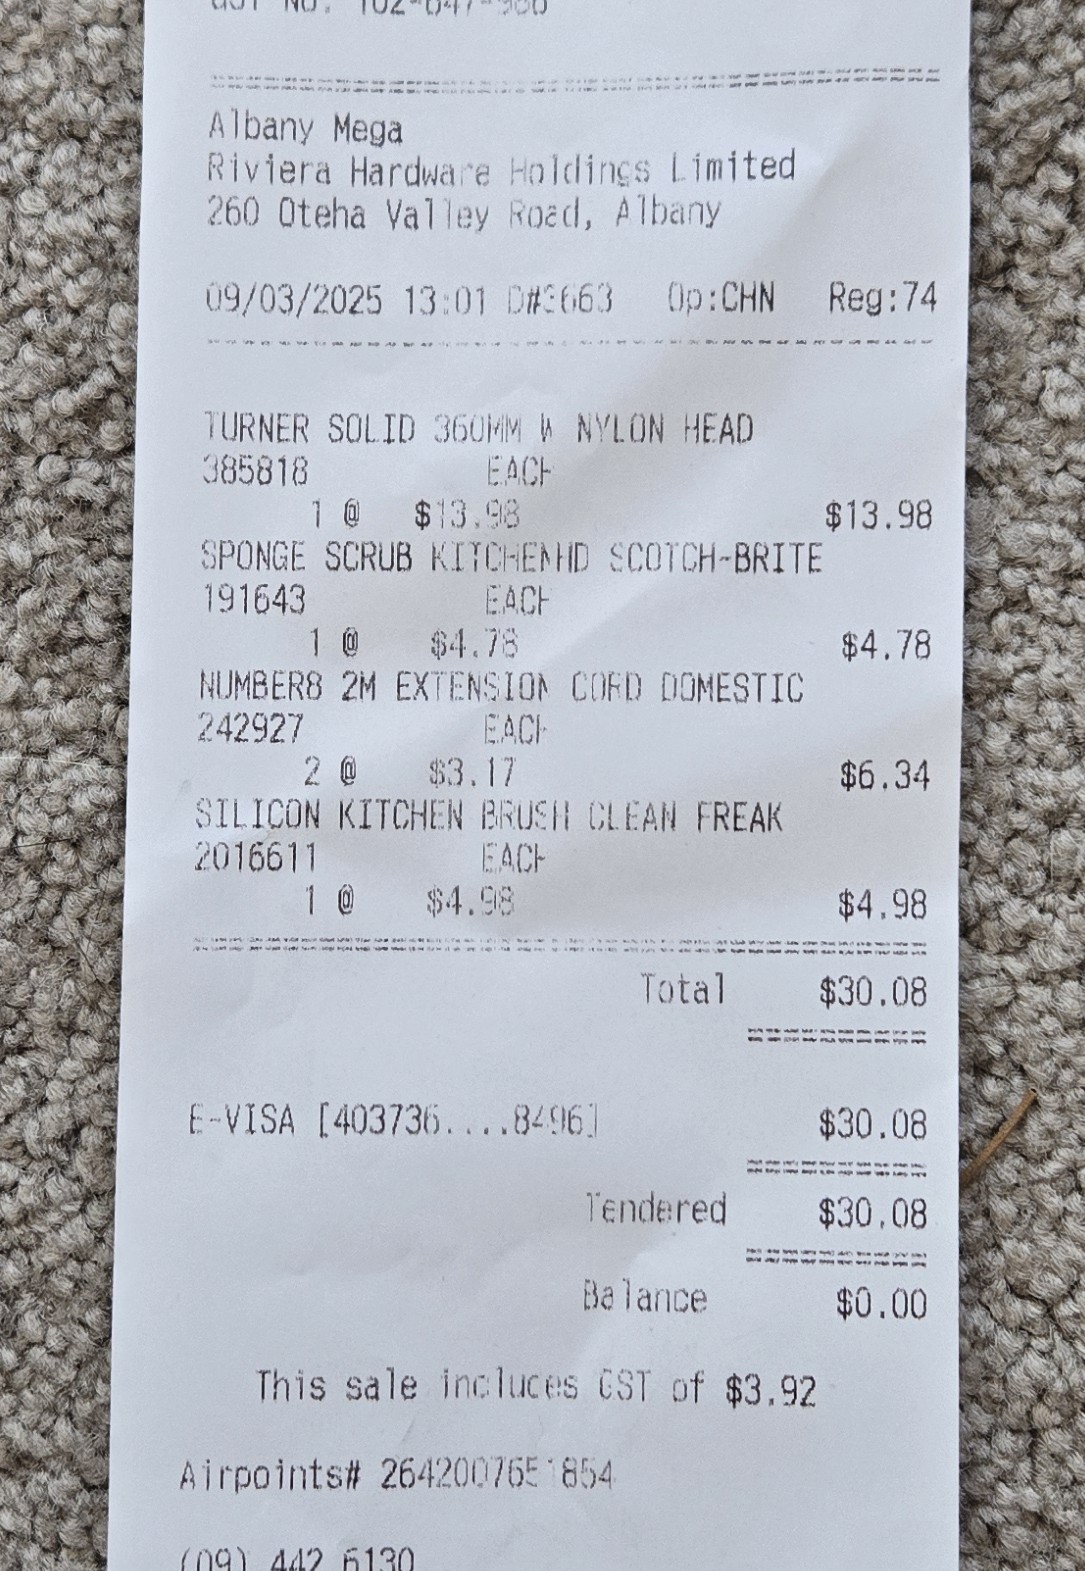 GST No. 102-647-980
Albany Mega
Riviera Hardware Holdings Limited
260 Oteha Valley Road, Albany
09/03/2025 13:01 D#3663 Op:CHN Reg:74
TURNER SOLID 360MM W NYLON HEAD
385818 EACH
1 @ $13.98 $13.98
SPONGE SCRUB KITCHENHD SCOTCH-BRITE
191643 EACH
1 @ $4.78 $4.78
NUMBER8 2M EXTENSION CORD DOMESTIC
242927 EACH
2 @ $3.17 $6.34
SILICON KITCHEN BRUSH CLEAN FREAK
2016611 EACH
1 @ $4.98 $4.98
Total $30.08
E-VISA [403736....8496] $30.08
Tendered $30.08
Balance $0.00
This sale includes GST of $3.92
Airpoints# 2642007651854
(09) 442 6130